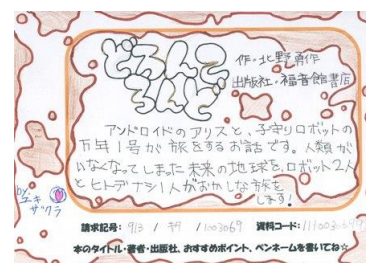 どろんころんど
作・北野勇作
出版社・福音館書店
アンドロイドのアリスと、子守りロボットの
万年1号が旅をするお話です。人類が
いなくなってしまった未来の地球を、ロボット2人
とヒトデナシ1人がおかしな旅を
します!
by
ユキザクラ
請求記号: 913 / キタ / 1003069 資料コード:
本のタイトル・著者・出版社、おすすめポイント、ペンネームを書いてね☆